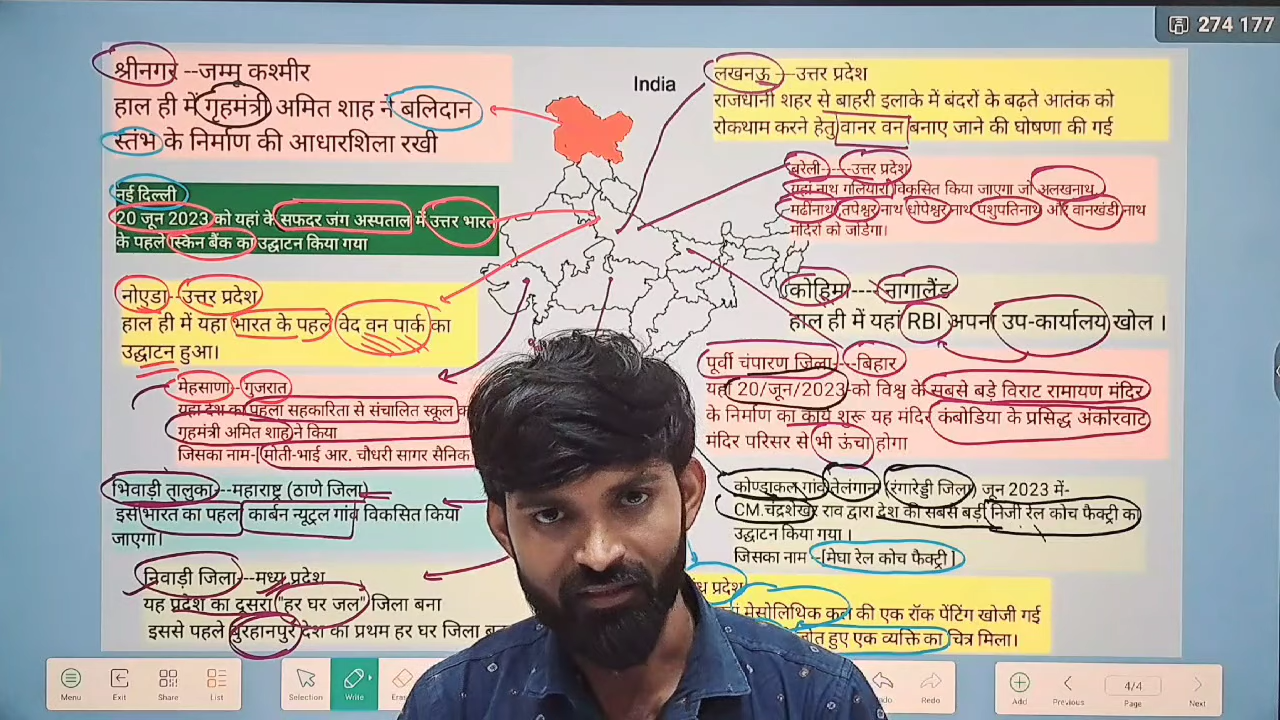 274 177
श्रीनगर --जम्मू कश्मीर
हाल ही में गृहमंत्री अमित शाह ने बलिदान
स्तंभ के निर्माण की आधारशिला रखी
नई दिल्ली
20 जून 2023 को यहां के सफदर जंग अस्पताल में उत्तर भारत
के पहले स्किन बैंक का उद्घाटन किया गया
नोएडा--उत्तर प्रदेश
हाल ही में यहा भारत के पहले वेद वन पार्क का
उद्घाटन हुआ।
मेहसाणा--गुजरात
यहा देश का पहला सहकारिता से संचालित स्कूल
गृहमंत्री अमित शाह ने किया
जिसका नाम-[मोती-भाई आर. चौधरी सागर सैनिक
भिवाड़ी तालुका--महाराष्ट्र (ठाणे जिला)
इसे भारत का पहला कार्बन न्यूट्रल गांव विकसित किया
जाएगा।
निवाड़ी जिला--मध्य प्रदेश
यह प्रदेश का दुसरा "हर घर जल" जिला बना
इससे पहले बुरहानपुर देश का प्रथम हर घर जिला
India
लखनऊ---उत्तर प्रदेश
राजधानी शहर से बाहरी इलाके में बंदरों के बढ़ते आतंक को
रोकथाम करने हेतु वानर वन बनाए जाने की घोषणा की गई
बरेली-----उत्तर प्रदेश
यहां नाथ गलियारा विकसित किया जाएगा जो अलखनाथ
मढीनाथ तपेश्वर नाथ धोपेश्वर नाथ पशुपतिनाथ और वानखंडी नाथ
मंदिरों को जोड़ेगा।
कोहिमा----नागालैंड
हाल ही में यहां RBI अपना उप-कार्यालय खोल ।
पूर्वी चंपारण जिला---बिहार
यहां 20/जून/2023-को विश्व के सबसे बड़े विराट रामायण मंदिर
के निर्माण का कार्य शुरू यह मंदिर कंबोडिया के प्रसिद्ध अंकोरवाट
मंदिर परिसर से भी ऊंचा होगा
कोण्डाकल गांव तेलंगाना (रंगारेड्डी जिला) जून 2023 में-
CM.चंद्रशेखर राव द्वारा देश की सबसे बड़ी निजी रेल कोच फैक्ट्री का
उद्घाटन किया गया ।
जिसका नाम --[मेघा रेल कोच फैक्ट्री ]
प्रदेश
मेसोलिथिक कल की एक रॉक पेंटिंग खोजी गई
हुए एक व्यक्ति का चित्र मिला।
Menu Exit Share List Selection Write Redo Add Previous 4/4 Page Next